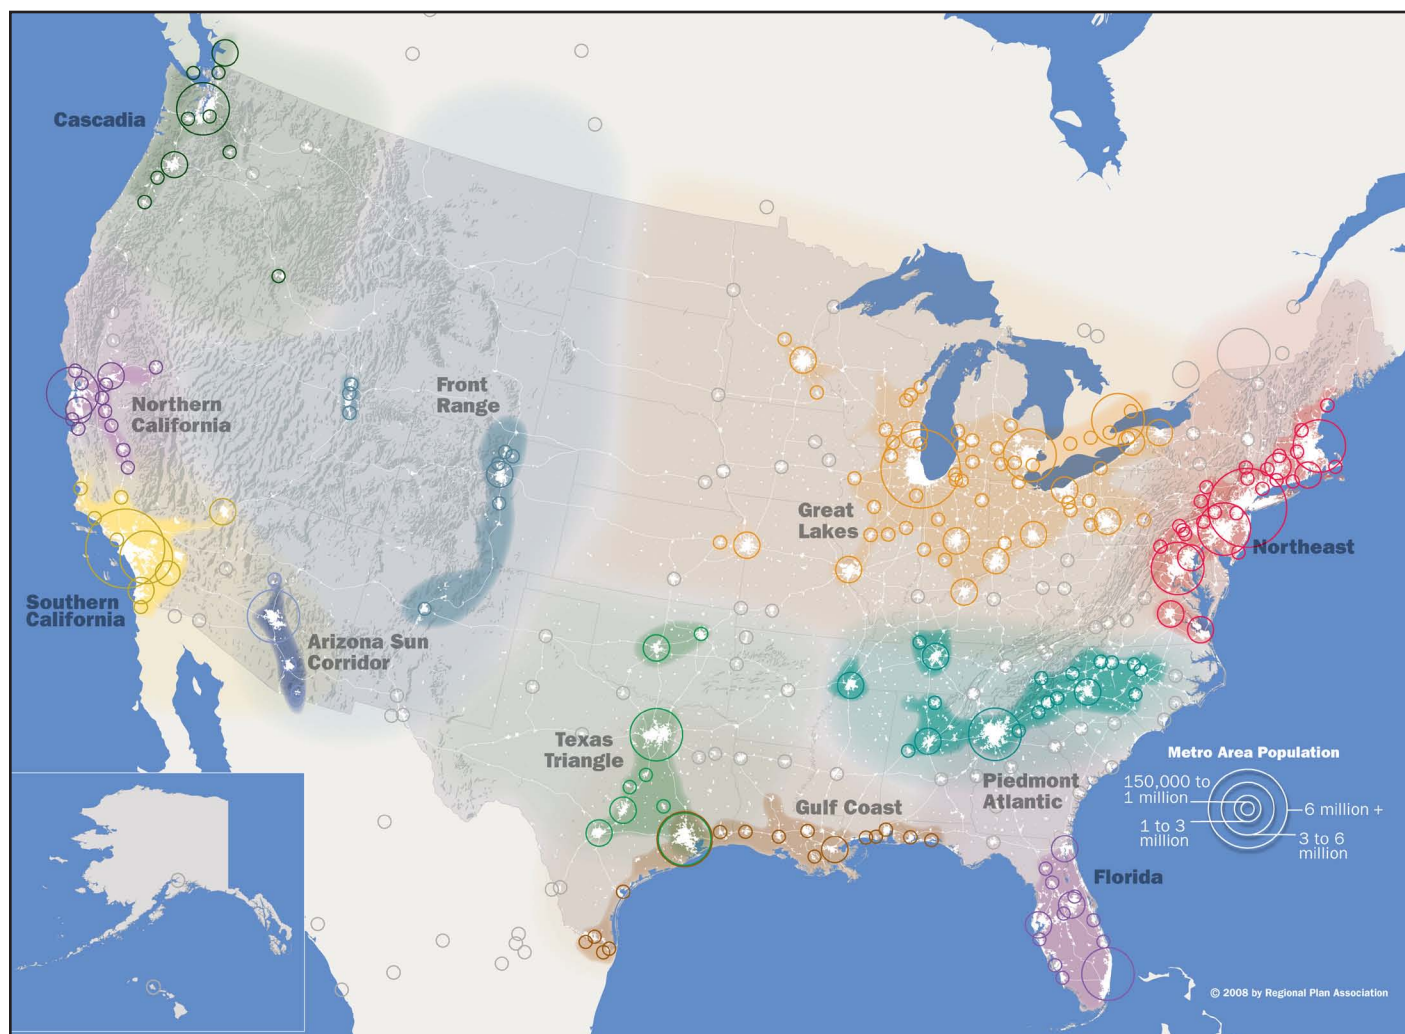 Cascadia
Northern
California
Southern
California
Arizona Sun
Corridor
Front
Range
Texas
Triangle
Gulf Coast
Great
Lakes
Northeast
Piedmont
Atlantic
Florida
Metro Area Population
150,000 to
1 million
1 to 3
million
6 million +
3 to 6
million
© 2008 by Regional Plan Association